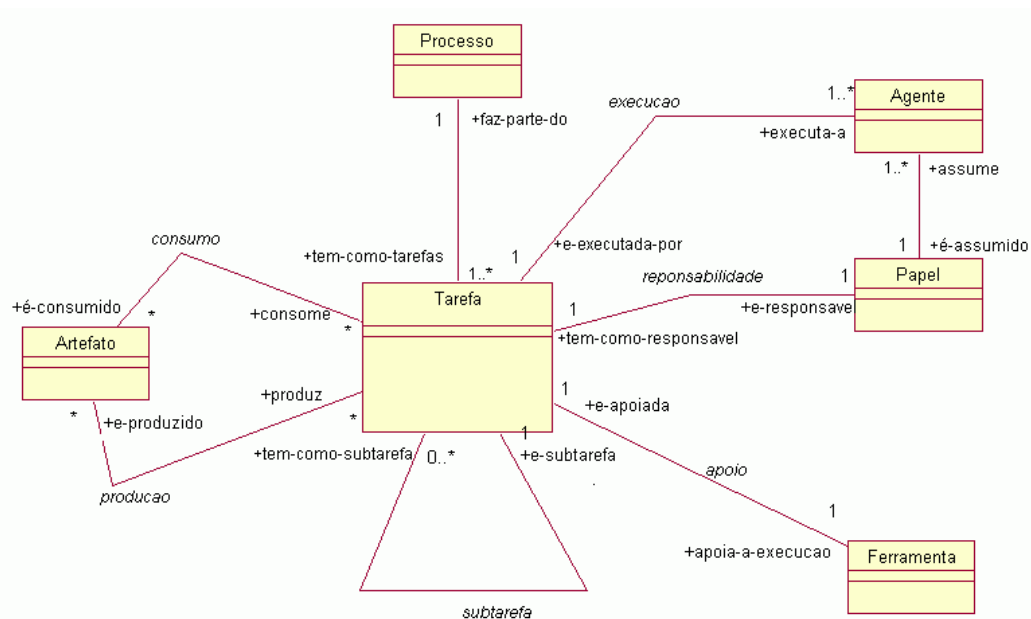 Processo
1
+faz-parte-do
execucao
1..*
Agente
+executa-a
1..*
+assume
consumo
+tem-como-tarefas
1
+e-executada-por
1
+é-assumido
1..*
reponsabilidade
1
Papel
+é-consumido
*
+consome
*
Tarefa
1
+e-responsavel
+tem-como-responsavel
Artefato
+produz
*
1
+e-apoiada
*
+e-produzido
+tem-como-subtarefa
0..*
1
+e-subtarefa
apoio
producao
1
+apoia-a-execucao
Ferramenta
subtarefa